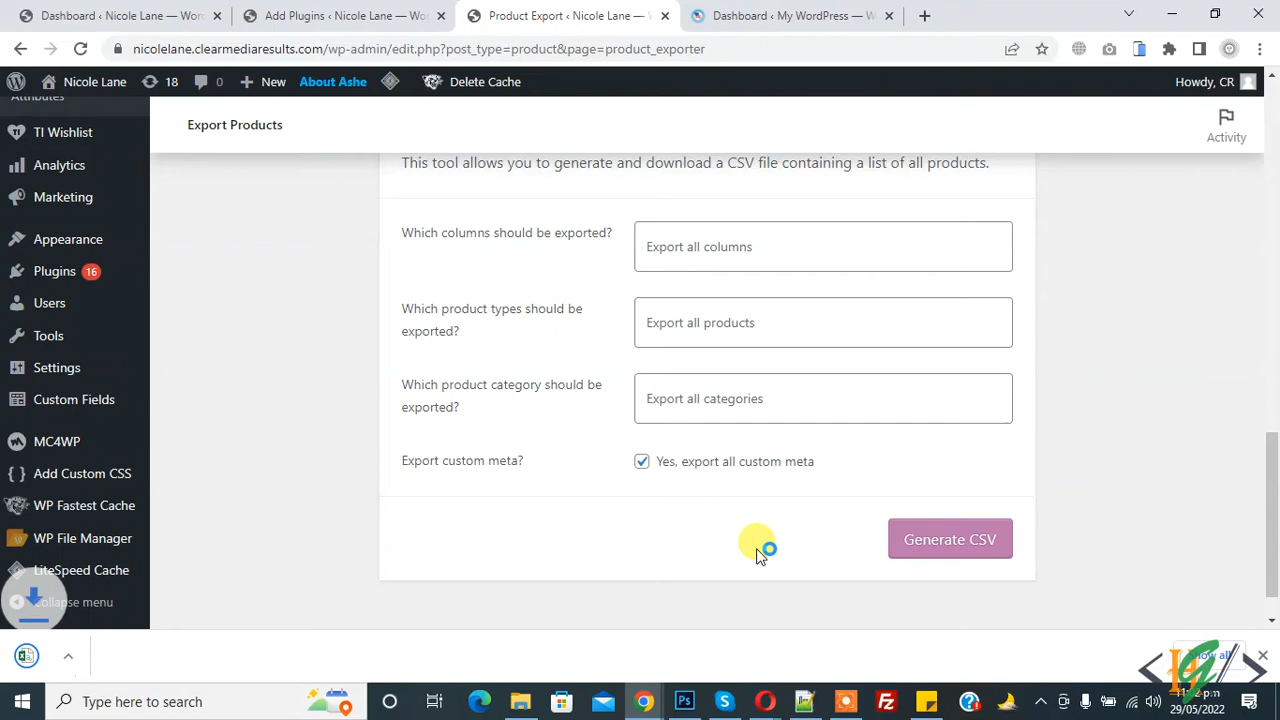 Dashboard ‹ Nicole Lane — Wor
Add Plugins ‹ Nicole Lane — Wo
Product Export ‹ Nicole Lane —
Dashboard ‹ My WordPress — W
nicolelane.clearmediaresults.com/wp-admin/edit.php?post_type=product&page=product_exporter
Nicole Lane
18
0
New
About Ashe
Delete Cache
Howdy, CR
Attributes
TI Wishlist
Analytics
Marketing
Appearance
Plugins 16
Users
Tools
Settings
Custom Fields
MC4WP
Add Custom CSS
WP Fastest Cache
WP File Manager
LiteSpeed Cache
Collapse menu
Export Products
Activity
This tool allows you to generate and download a CSV file containing a list of all products.
Which columns should be exported?
Export all columns
Which product types should be
exported?
Export all products
Which product category should be
exported?
Export all categories
Export custom meta?
Yes, export all custom meta
Generate CSV
Show all
Type here to search
29/05/2022